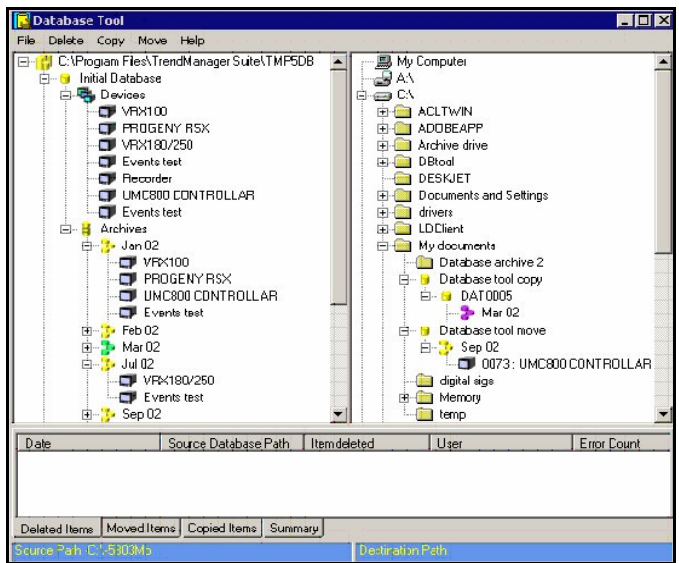 Database Tool
File Delete Copy Move Help
C:\Program Files\TrendManager Suite\TMP5DB
Initial Database
Devices
VRX100
PROGENY RSX
VRX180/250
Events test
Recorder
UMC800 CONTROLLAR
Events test
Archives
Jan 02
VRX100
PROGENY RSX
UMC800 CONTROLLAR
Events test
Feb 02
Mar 02
Jul 02
VRX180/250
Events test
Sep 02
My Computer
A:\
C:\
ACLTWIN
ADOBEAPP
Archive drive
DBtool
DESKJET
Documents and Settings
drivers
LDClient
My documents
Database archive 2
Database tool copy
DAT0005
Mar 02
Database tool move
Sep 02
0073: UMC800 CONTROLLAR
digital sigs
Memory
temp
Date Source Database Path Item deleted User Error Count
Deleted Items Moved Items Copied Items Summary
Source Path -C:\-5303Mb Destination Path